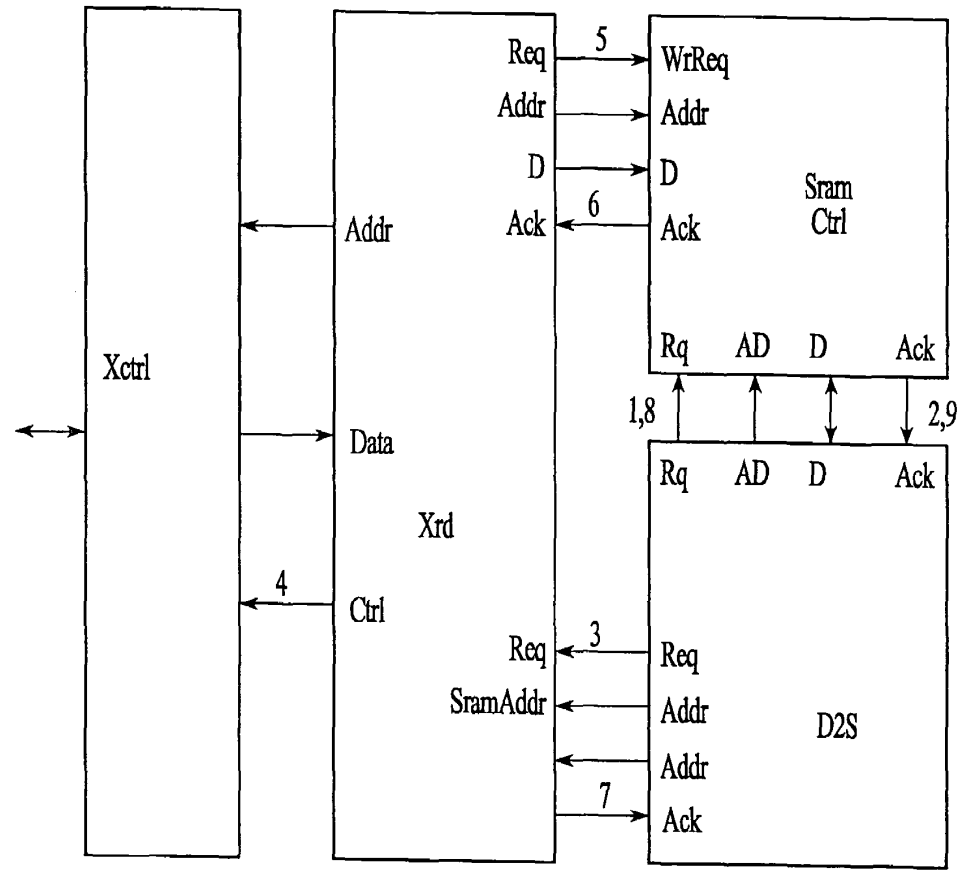 5
Req WrReq
Addr Addr
D D
Sram
Ctrl
6
Addr Ack Ack
Rq AD D Ack
Xctrl
1,8 2,9
Data
Rq AD D Ack
Xrd
4
Ctrl
3
Req Req
SramAddr Addr
D2S
Addr
7
Ack